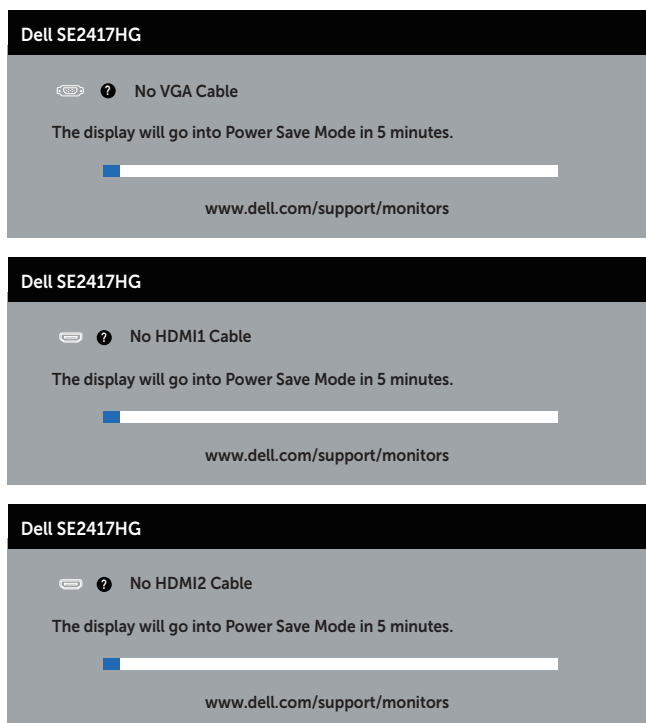 Dell SE2417HG
? No VGA Cable
The display will go into Power Save Mode in 5 minutes.
www.dell.com/support/monitors
Dell SE2417HG
? No HDMI1 Cable
The display will go into Power Save Mode in 5 minutes.
www.dell.com/support/monitors
Dell SE2417HG
? No HDMI2 Cable
The display will go into Power Save Mode in 5 minutes.
www.dell.com/support/monitors